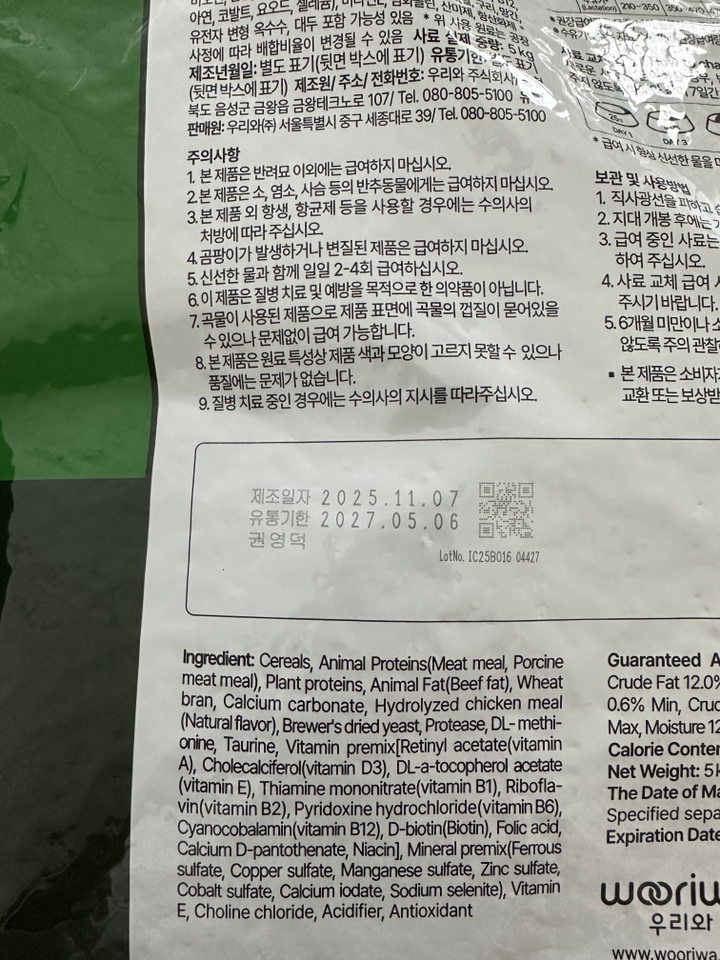 아연, 코발트, 요오드, 셀레늄),
유전자 변형 옥수수, 대두 포함 가능성 있음 * 위 사용 원료는 공장
사정에 따라 배합비율이 변경될 수 있음 사료 실제 중량: 5kg
제조년월일: 별도 표기(뒷면 박스에 표기) 유통기한: 별도 표기
(뒷면 박스에 표기) 제조원/ 주소/ 전화번호: 우리와 주식회사/
북도 음성군 금왕읍 금왕테크노로 107/ Tel. 080-805-5100
판매원: 우리와(주) 서울특별시 중구 세종대로 39/ Tel. 080-805-5100
주의사항
1. 본 제품은 반려묘 이외에는 급여하지 마십시오.
2. 본 제품은 소, 염소, 사슴 등의 반추동물에게는 급여하지 마십시오.
3. 본 제품 외 항생, 항균제 등을 사용할 경우에는 수의사의
처방에 따라 주십시오.
4. 곰팡이가 발생하거나 변질된 제품은 급여하지 마십시오.
5. 신선한 물과 함께 일일 2-4회 급여하십시오.
6. 이 제품은 질병 치료 및 예방을 목적으로 한 의약품이 아닙니다.
7. 곡물이 사용된 제품으로 제품 표면에 곡물의 껍질이 묻어있을
수 있으나 문제없이 급여 가능합니다.
8. 본 제품은 원료 특성상 제품 색과 모양이 고르지 못할 수 있으나
품질에는 문제가 없습니다.
9. 질병 치료 중인 경우에는 수의사의 지시를 따라주십시오.
(Lactation) 210-350
사료 교체
7일간
25%
DAY 1
DAY 3
* 급여 시 항상 신선한 물을
보관 및 사용방법
1. 직사광선을 피하고
2. 지대 개봉 후에는
3. 급여 중인 사료는
하여 주십시오.
4. 사료 교체 급여
주시기 바랍니다.
5. 6개월 미만이나
않도록 주의 관찰
▪ 본 제품은 소비자
교환 또는 보상받
제조일자 2025.11.07
유통기한 2027.05.06
권영덕
LotNo. IC25B016 04427
Ingredient: Cereals, Animal Proteins(Meat meal, Porcine
meat meal), Plant proteins, Animal Fat(Beef fat), Wheat
bran, Calcium carbonate, Hydrolyzed chicken meal
(Natural flavor), Brewer's dried yeast, Protease, DL- methi-
onine, Taurine, Vitamin premix[Retinyl acetate(vitamin
A), Cholecalciferol(vitamin D3), DL-a-tocopherol acetate
(vitamin E), Thiamine mononitrate(vitamin B1), Ribofla-
vin(vitamin B2), Pyridoxine hydrochloride(vitamin B6),
Cyanocobalamin(vitamin B12), D-biotin(Biotin), Folic acid,
Calcium D-pantothenate, Niacin], Mineral premix(Ferrous
sulfate, Copper sulfate, Manganese sulfate, Zinc sulfate,
Cobalt sulfate, Calcium iodate, Sodium selenite), Vitamin
E, Choline chloride, Acidifier, Antioxidant
Guaranteed
Crude Fat 12.0%
0.6% Min,
Max, Moisture 12
Calorie
Net Weight: 5
The Date of
Specified
Expiration Date
우리와
www.wooriwa.